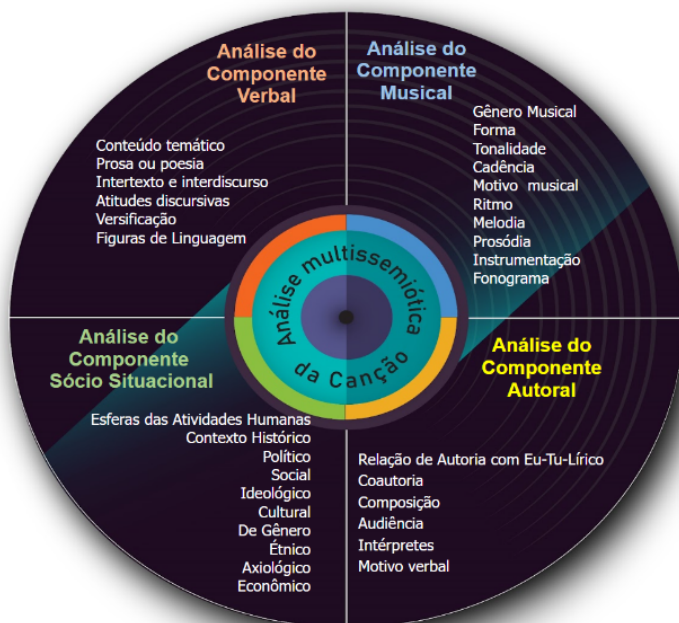 Análise do
Componente
Verbal
Conteúdo temático
Prosa ou poesia
Intertexto e interdiscurso
Atitudes discursivas
Versificação
Figuras de Linguagem
Análise do
Componente
Musical
Gênero Musical
Forma
Tonalidade
Cadência
Motivo musical
Ritmo
Melodia
Prosódia
Instrumentação
Fonograma
Análise multissemiótica
da Canção
Análise do
Componente
Sócio Situacional
Esferas das Atividades Humanas
Contexto Histórico
Político
Social
Ideológico
Cultural
De Gênero
Étnico
Axiológico
Econômico
Análise do
Componente
Autoral
Relação de Autoria com Eu-Tu-Lírico
Coautoria
Composição
Audiência
Intérpretes
Motivo verbal